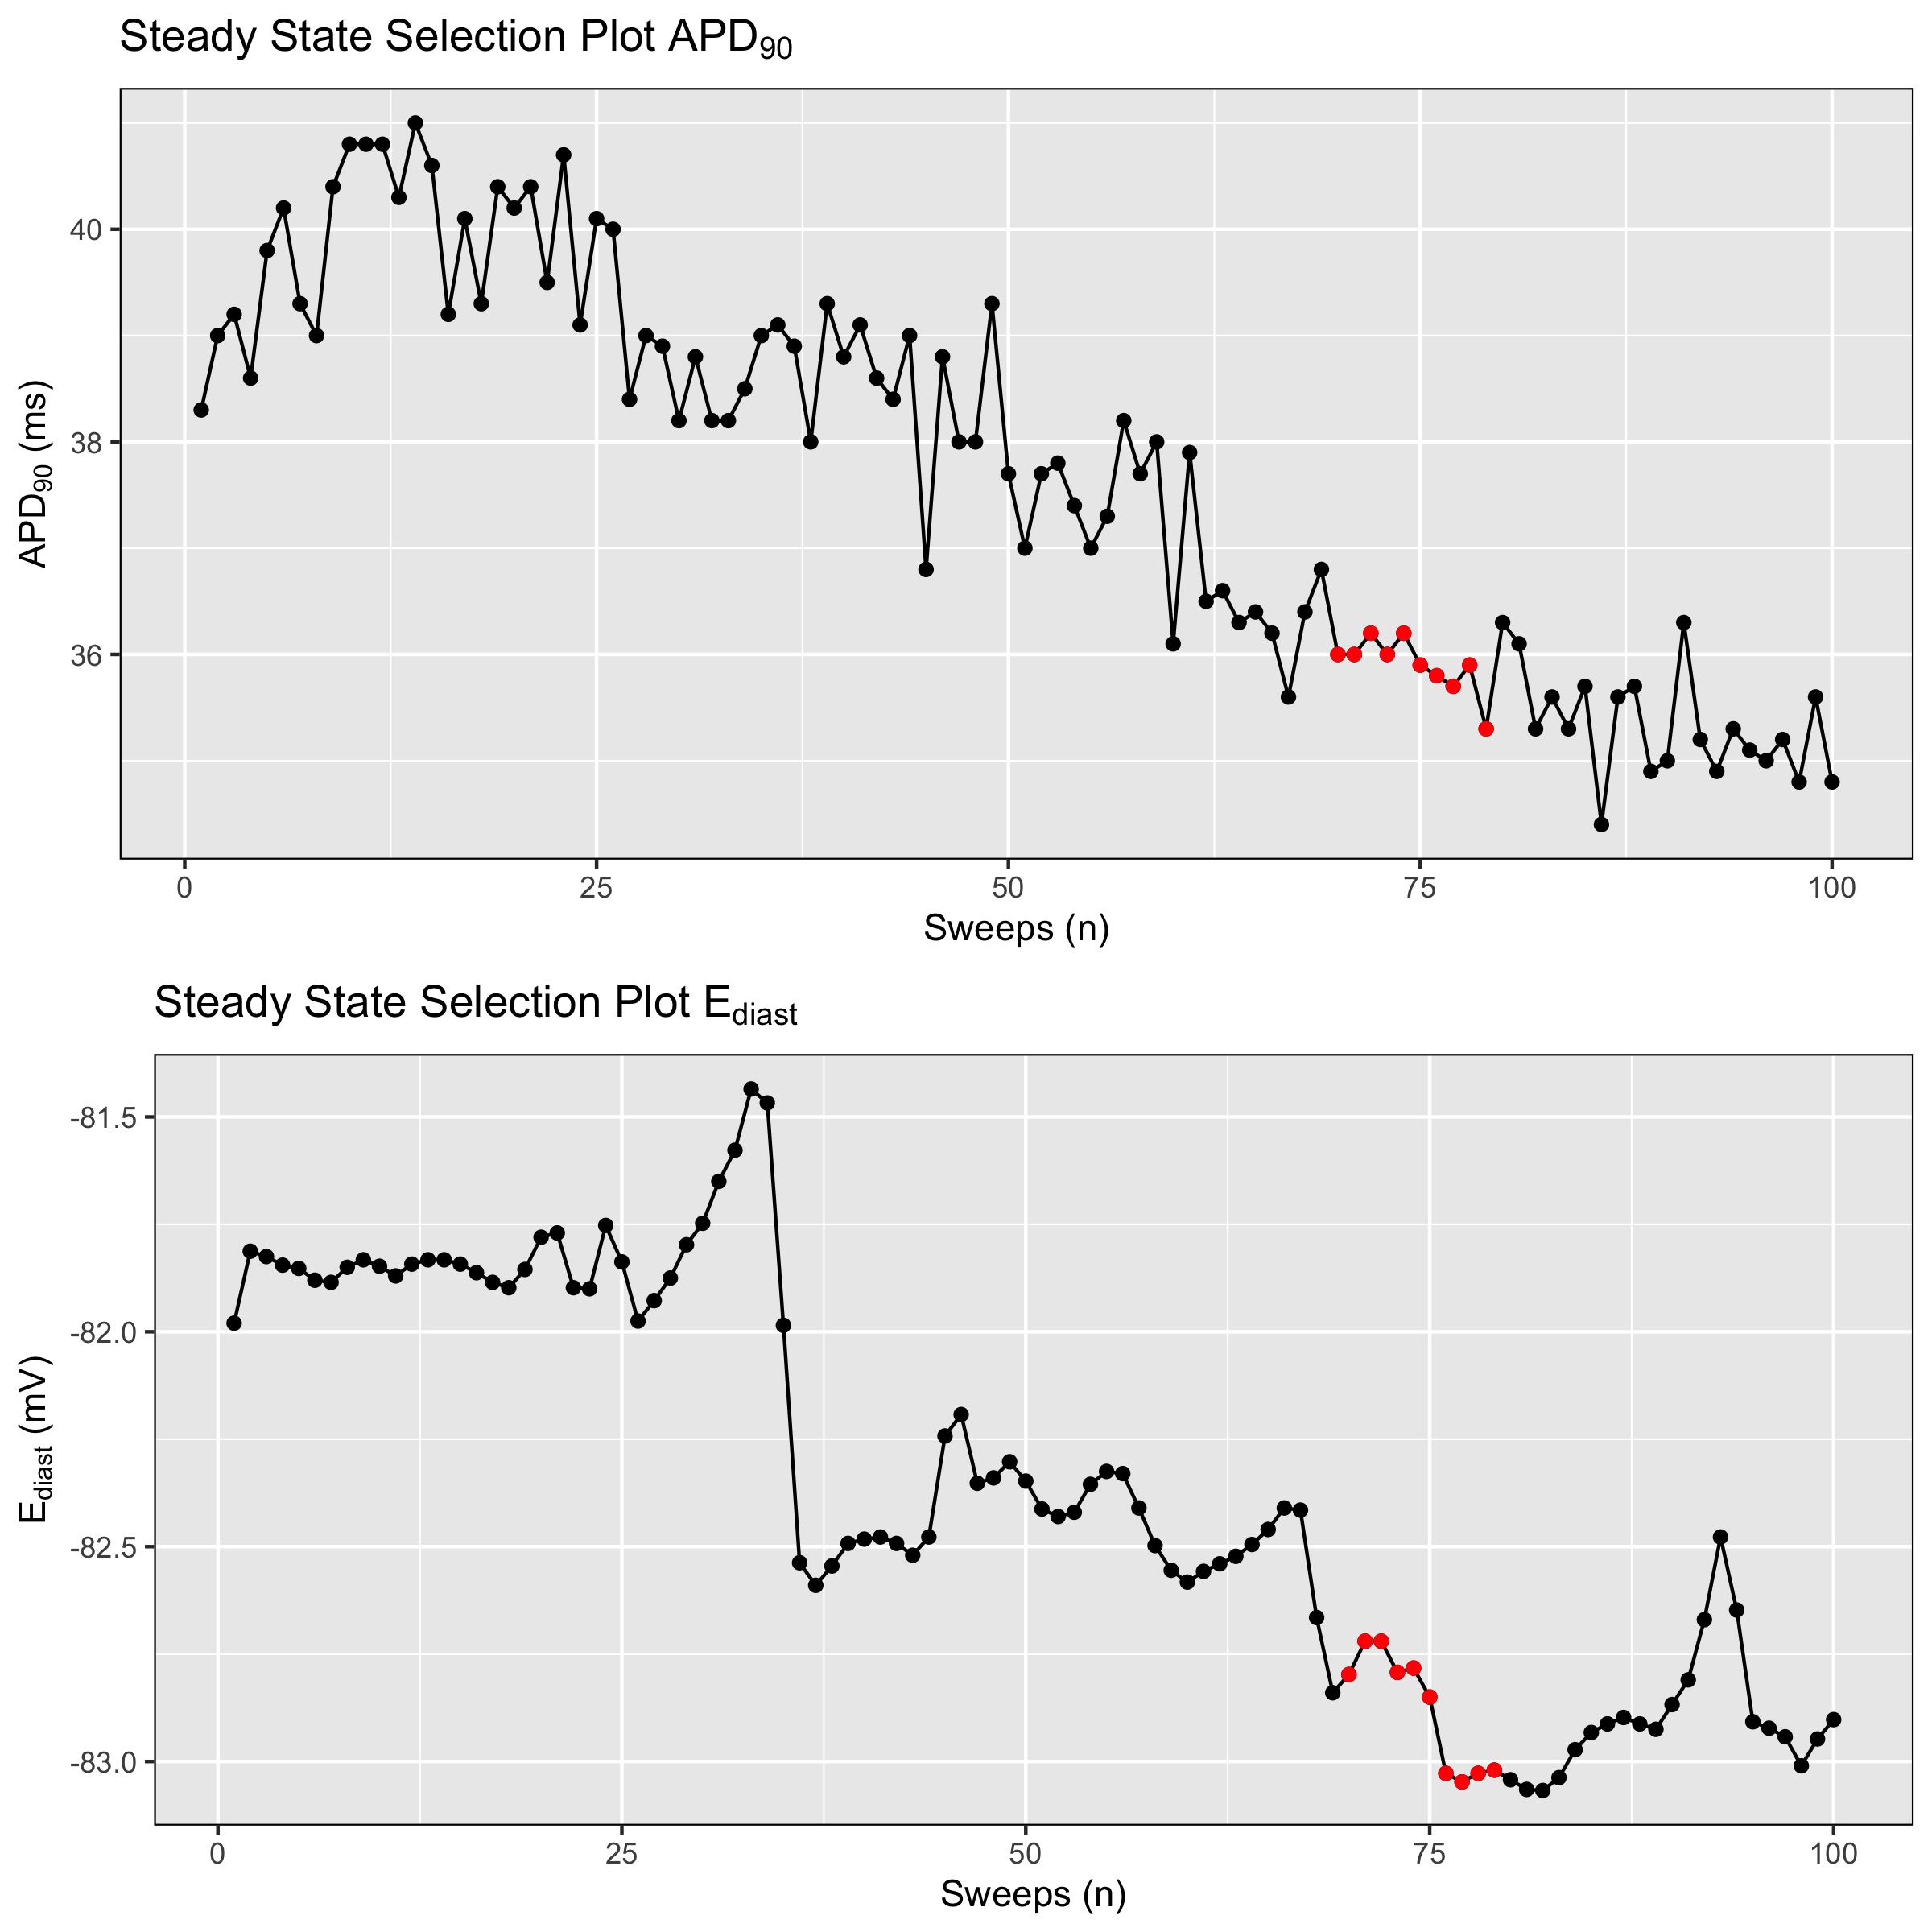 Steady State Selection Plot APD90
APD90 (ms)
40
38
36
0 25 50 75 100
Sweeps (n)
Steady State Selection Plot Ediast
Ediast (mV)
-81.5
-82.0
-82.5
-83.0
0 25 50 75 100
Sweeps (n)